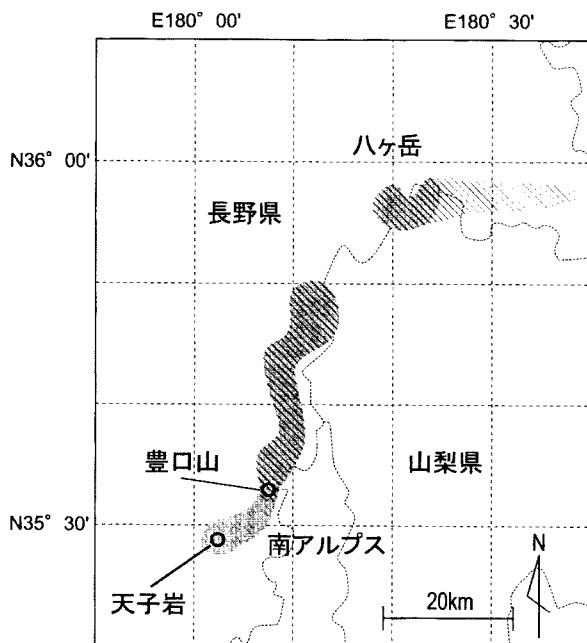 E180° 00' E180° 30'
八ヶ岳
N36° 00'
長野県
豊口山
山梨県
N35° 30'
南アルプス
天子岩
20km
N